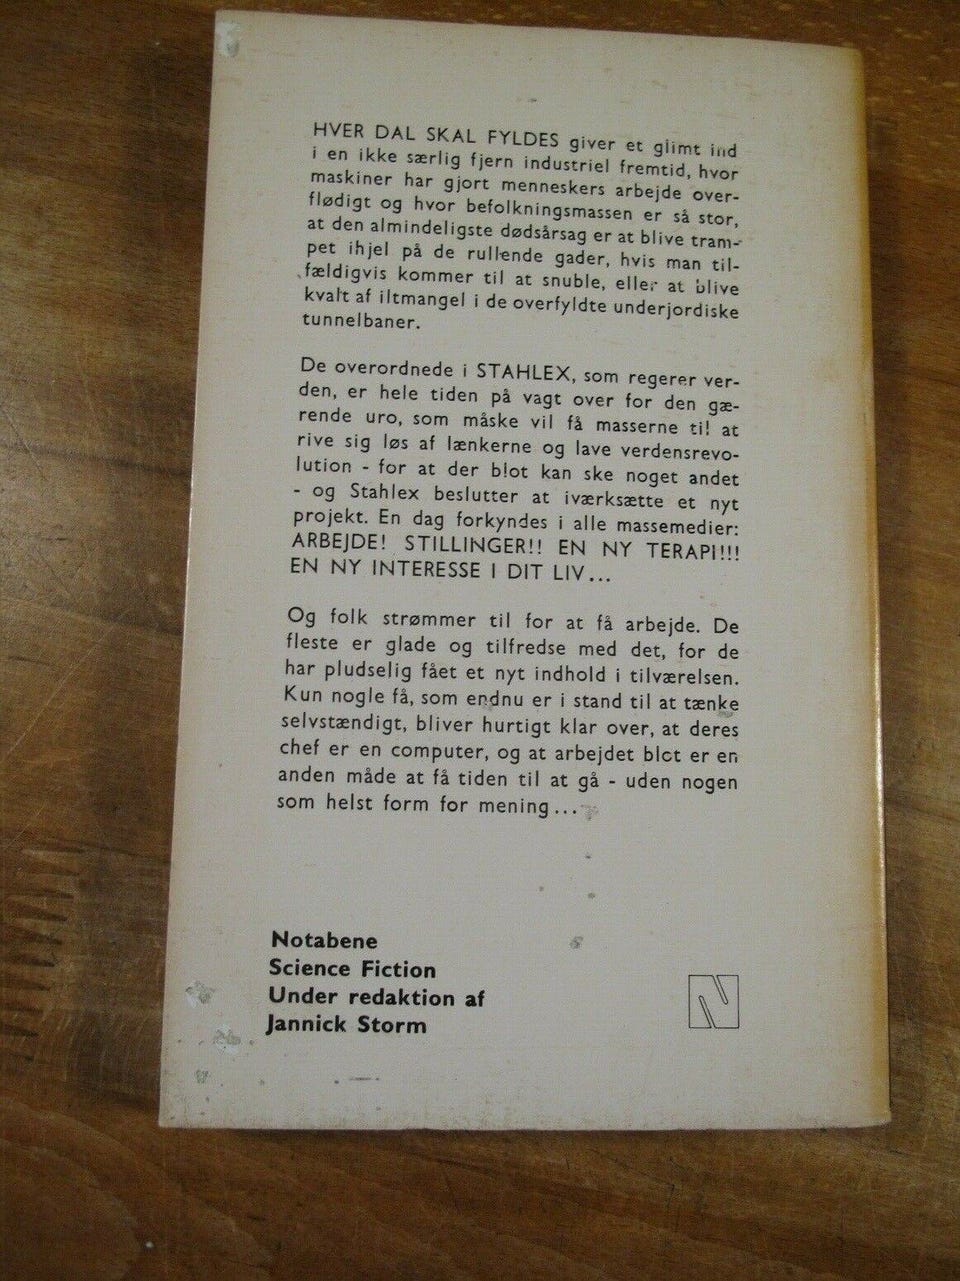 HVER DAL SKAL FYLDES giver et glimt ind
i en ikke særlig fjern industriel fremtid, hvor
maskiner har gjort menneskers arbejde over-
flødigt og hvor befolkningsmassen er så stor,
at den almindeligste dødsårsag er at blive tram-
pet ihjel på de rullende gader, hvis man til-
fældigvis kommer til at snuble, eller at blive
kvalt af iltmangel i de overfyldte underjordiske
tunnelbaner.
De overordnede i STAHLEX, som regerer ver-
den, er hele tiden på vagt over for den gæ-
rende uro, som måske vil få masserne til at
rive sig løs af lænkerne og lave verdensrevo-
lution - for at der blot kan ske noget andet
- og Stahlex beslutter at iværksætte et nyt
projekt. En dag forkyndes i alle massemedier:
ARBEJDE! STILLINGER!! EN NY TERAPI!!!
EN NY INTERESSE I DIT LIV...
Og folk strømmer til for at få arbejde. De
fleste er glade og tilfredse med det, for de
har pludselig fået et nyt indhold i tilværelsen.
Kun nogle få, som endnu er i stand til at tænke
selvstændigt, bliver hurtigt klar over, at deres
chef er en computer, og at arbejdet blot er en
anden måde at få tiden til at gå - uden nogen
som helst form for mening...
Notabene
Science Fiction
Under redaktion af
Jannick Storm
N